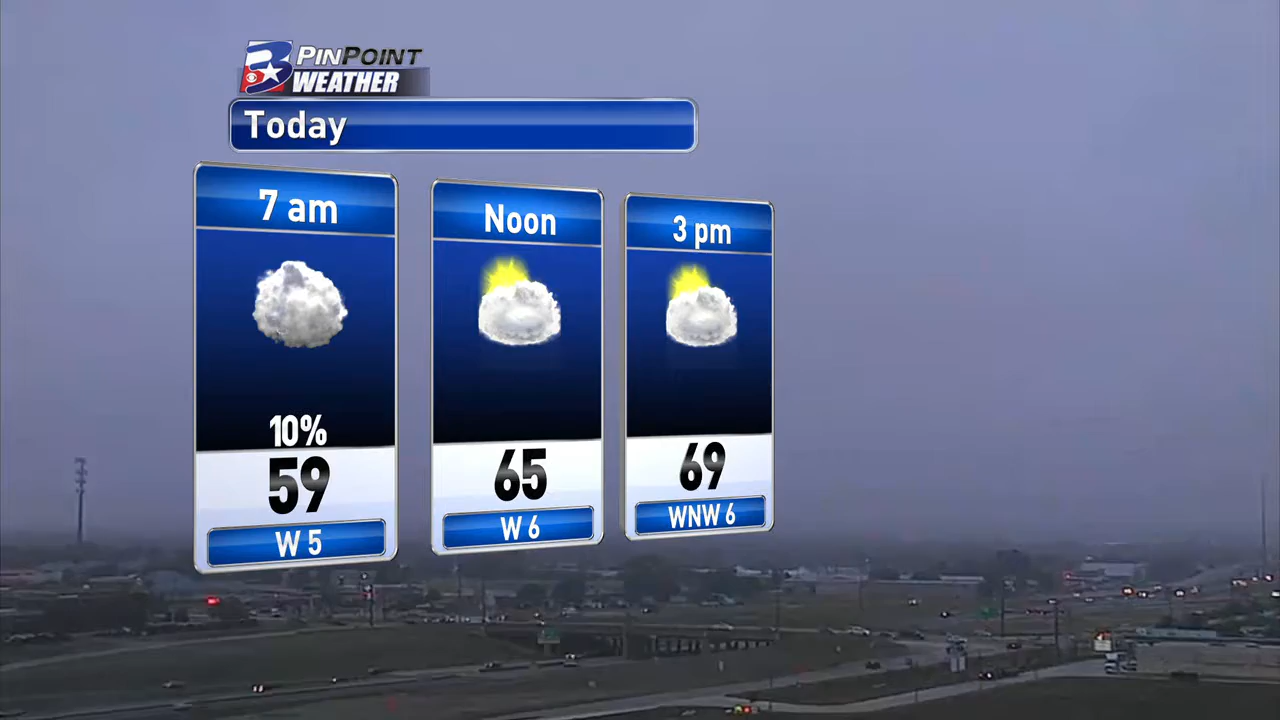 PINPOINT
WEATHER
Today
7 am
10%
59
W 5
Noon
65
W 6
3 pm
69
WNW 6